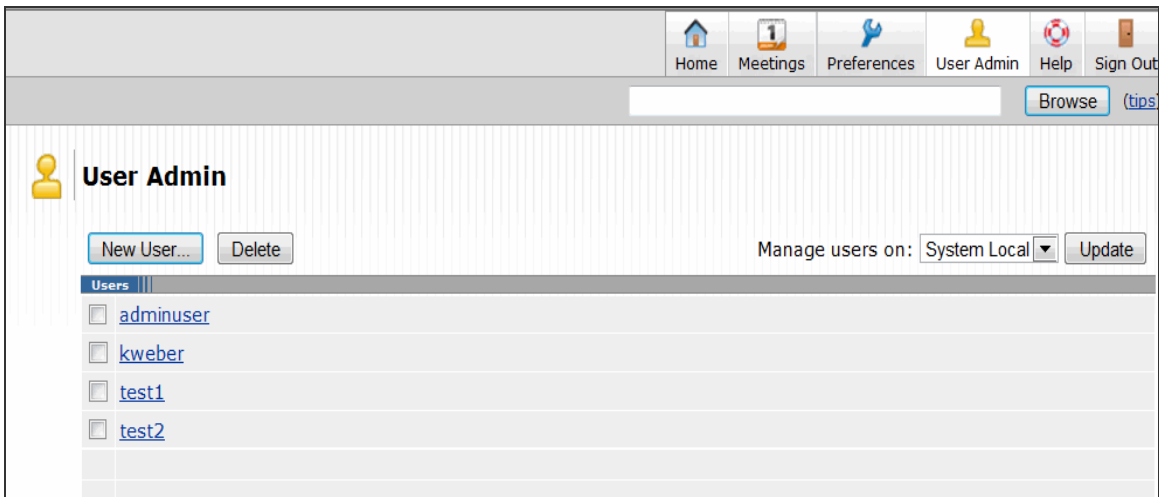 1
Home Meetings Preferences User Admin Help Sign Out
Browse (tips)
User Admin
New User... Delete Manage users on: System Local Update
Users
adminuser
kweber
test1
test2